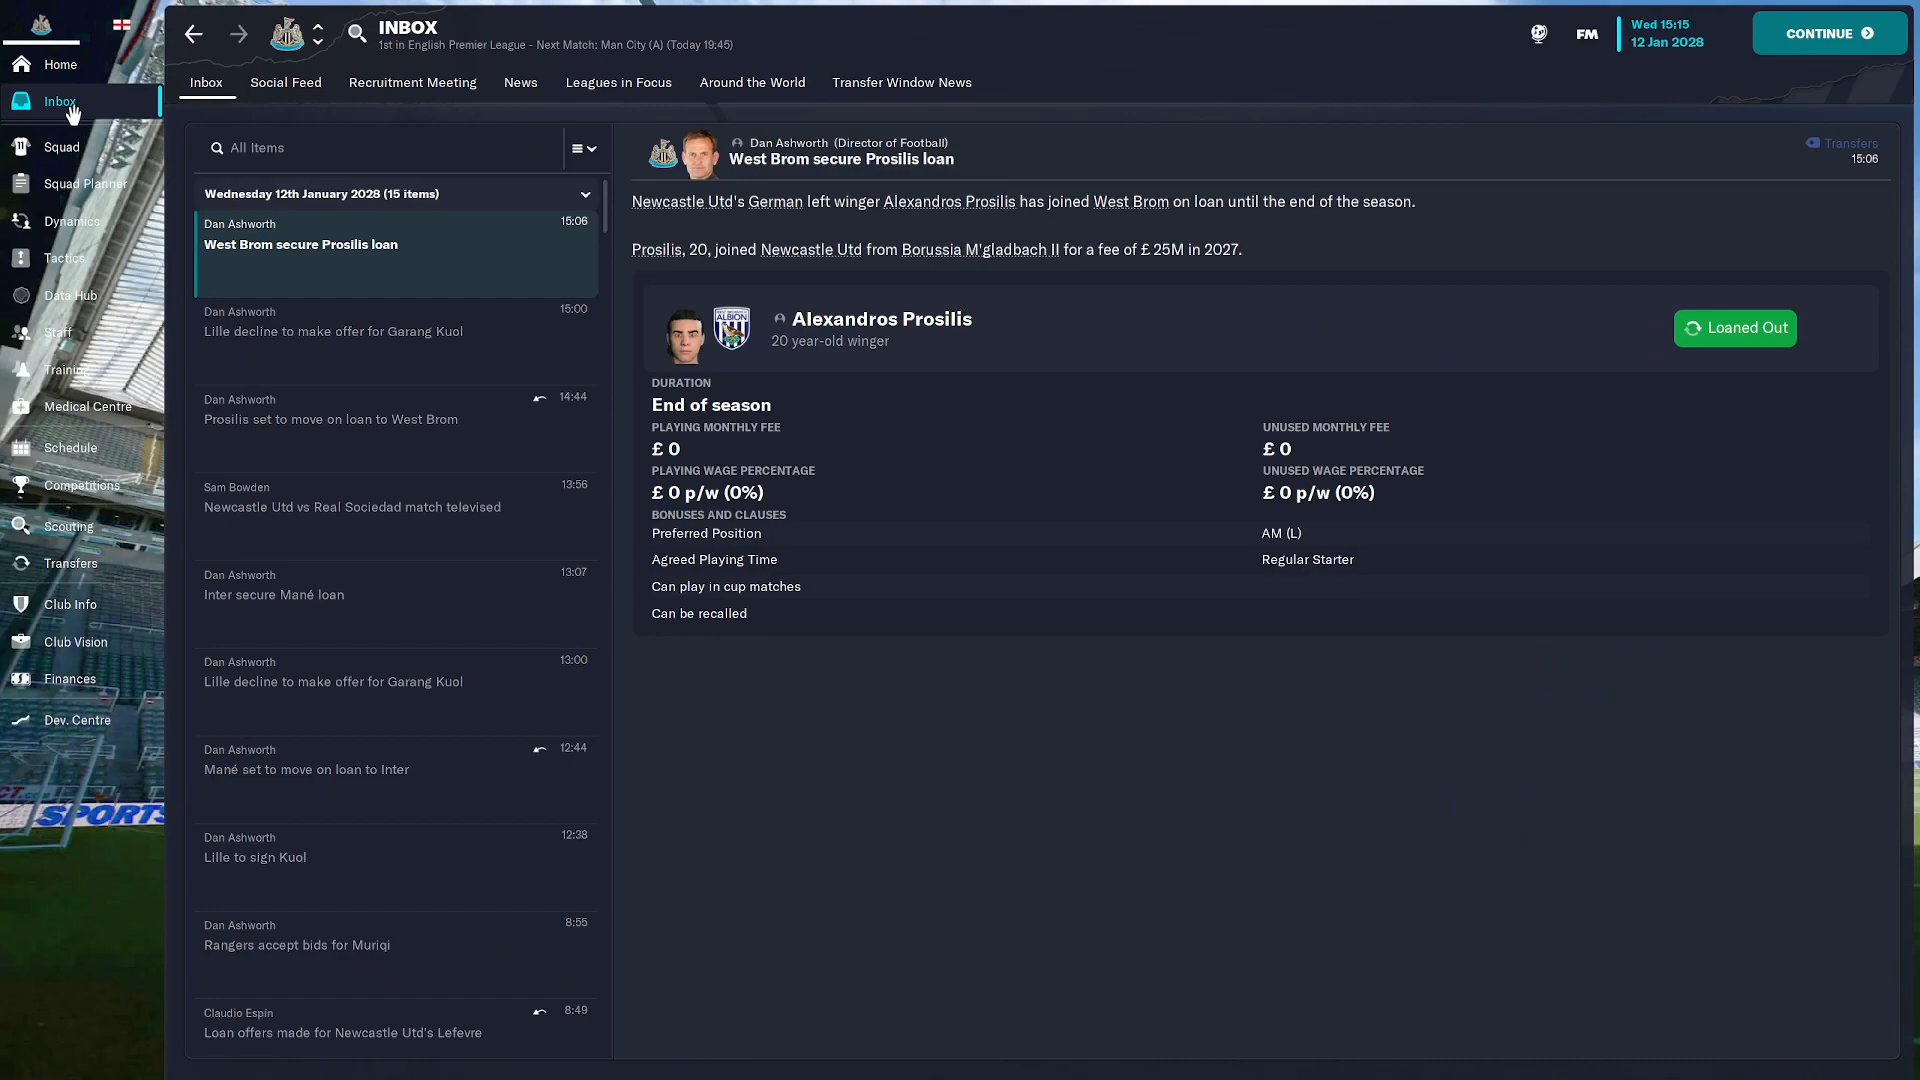 Home
Inbox
Squad
Squad Planner
Dynamics
Tactics
Data Hub
Staff
Training
Medical Centre
Schedule
Competitions
Scouting
Transfers
Club Info
Club Vision
Finances
Dev. Centre
SPORTS
INBOX
1st in English Premier League - Next Match: Man City (A) (Today 19:45)
FM
Wed 15:15
12 Jan 2028
CONTINUE
Inbox Social Feed Recruitment Meeting News Leagues in Focus Around the World Transfer Window News
All Items
Wednesday 12th January 2028 (15 items)
Dan Ashworth 15:06
West Brom secure Prosilis loan
Dan Ashworth 15:00
Lille decline to make offer for Garang Kuol
Dan Ashworth 14:44
Prosilis set to move on loan to West Brom
Sam Bowden 13:56
Newcastle Utd vs Real Sociedad match televised
Dan Ashworth 13:07
Inter secure Mané loan
Dan Ashworth 13:00
Lille decline to make offer for Garang Kuol
Dan Ashworth 12:44
Mané set to move on loan to Inter
Dan Ashworth 12:38
Lille to sign Kuol
Dan Ashworth 8:55
Rangers accept bids for Muriqi
Claudio Espín 8:49
Loan offers made for Newcastle Utd's Lefevre
Dan Ashworth (Director of Football)
West Brom secure Prosilis loan
Transfers
15:06
Newcastle Utd's German left winger Alexandros Prosilis has joined West Brom on loan until the end of the season.
Prosilis, 20, joined Newcastle Utd from Borussia M'gladbach II for a fee of £ 25M in 2027.
Alexandros Prosilis
20 year-old winger
Loaned Out
DURATION
End of season
PLAYING MONTHLY FEE UNUSED MONTHLY FEE
£ 0 £ 0
PLAYING WAGE PERCENTAGE UNUSED WAGE PERCENTAGE
£ 0 p/w (0%) £ 0 p/w (0%)
BONUSES AND CLAUSES
Preferred Position AM (L)
Agreed Playing Time Regular Starter
Can play in cup matches
Can be recalled